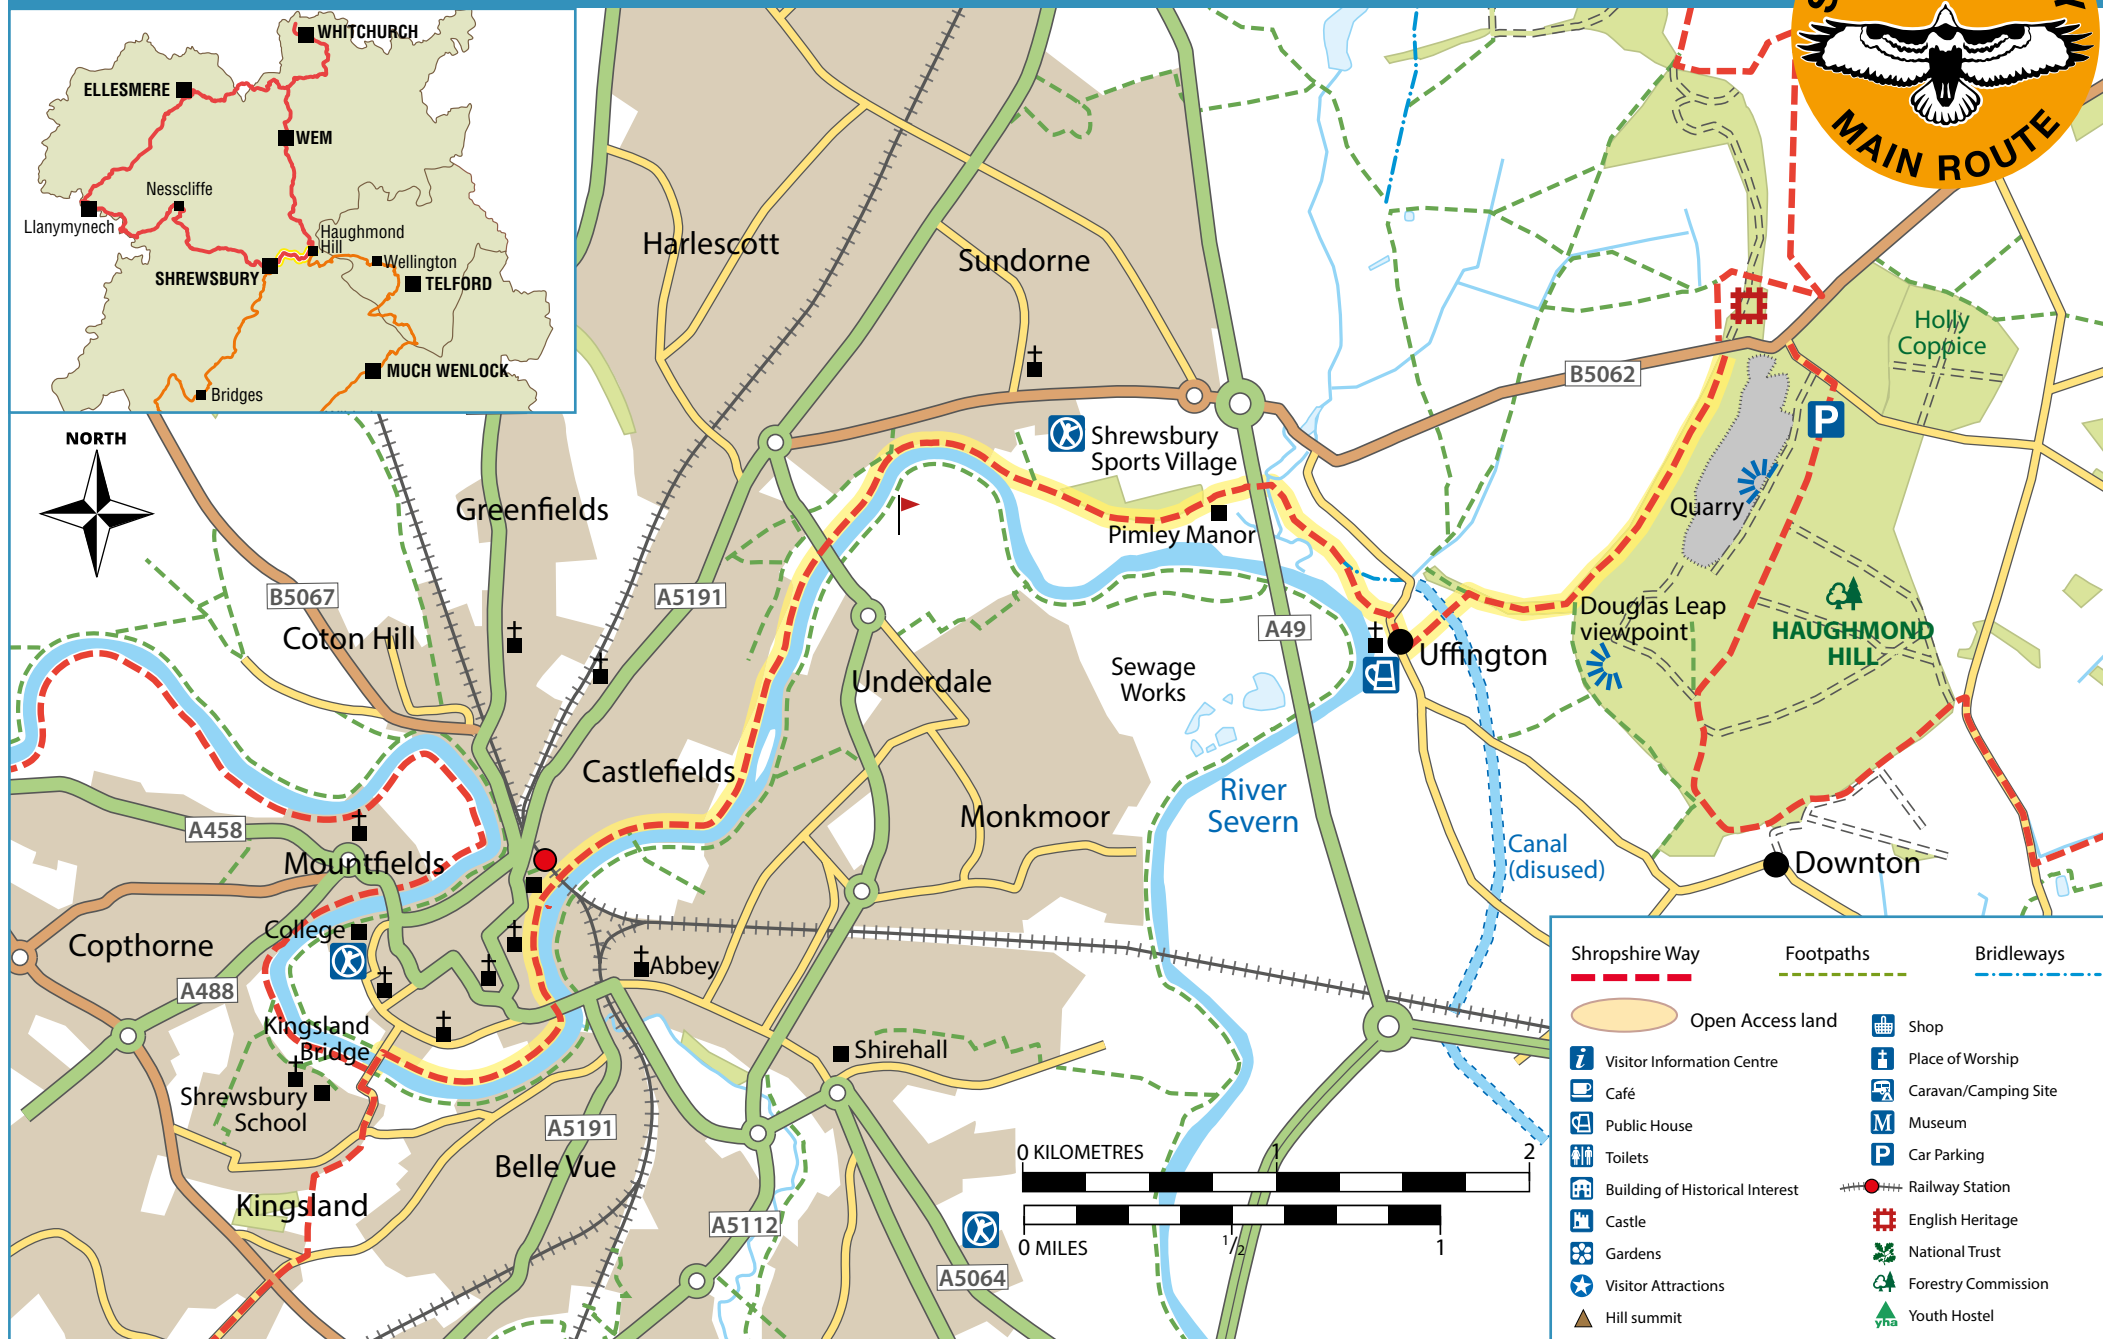 WHITCHURCH
ELLESMERE
WEM
Nesscliffe
Llanymynech
Haughmond
Hill
Wellington
SHREWSBURY
TELFORD
MUCH WENLOCK
Bridges
MAIN ROUTE
NORTH
Harlescott
Sundorne
Holly
Coppice
B5062
P
Shrewsbury
Sports Village
Greenfields
Quarry
Pimley Manor
B5067
A5191
Coton Hill
Douglas Leap
viewpoint
A49
HAUGHMOND
HILL
Uffington
Underdale
Sewage
Works
Castlefields
River
Severn
Monkmoor
A458
Mountfields
Canal
(disused)
Downton
College
Copthorne
Abbey
A488
Kingsland
Bridge
Shirehall
Shrewsbury
School
A5191
Belle Vue
Kingsland
A5112
A5064
0 KILOMETRES 1 2
0 MILES 1/2 1
Shropshire Way Footpaths Bridleways
Open Access land
i Visitor Information Centre
Café
Public House
Toilets
Building of Historical Interest
Castle
Gardens
Visitor Attractions
Hill summit
Shop
Place of Worship
Caravan/Camping Site
M Museum
P Car Parking
Railway Station
English Heritage
National Trust
Forestry Commission
yha Youth Hostel